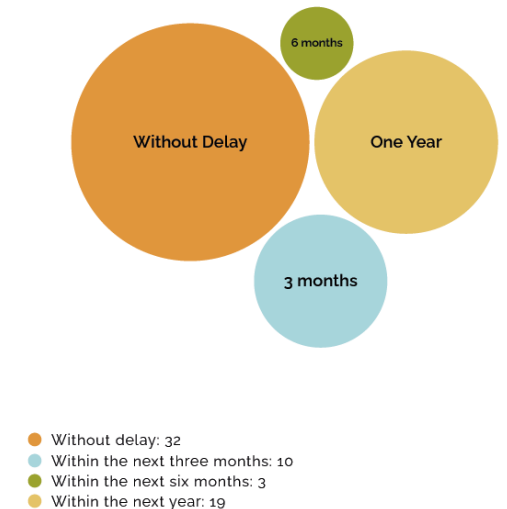 6 months
Without Delay
One Year
3 months
Without delay: 32
Within the next three months: 10
Within the next six months: 3
Within the next year: 19